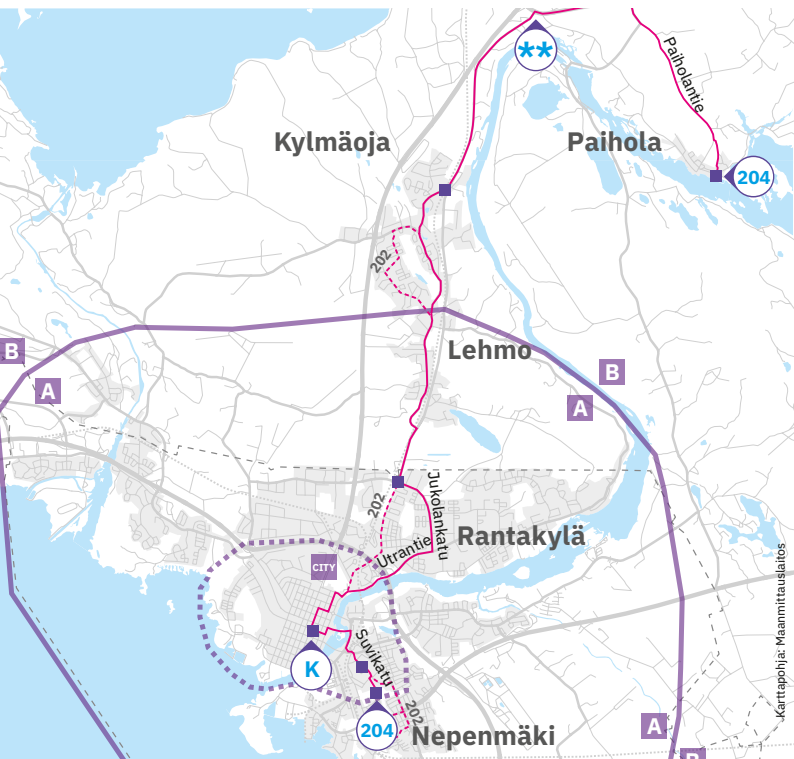 **
Paiholantie
Kylmäoja
Paihola
204
202
B
A
Lehmo
B
A
202
Jukolankatu
Rantakylä
Utrantie
CITY
Karttapohja: Maanmittauslaitos
Suvikatu
K
204
202
Nepenmäki
A
B